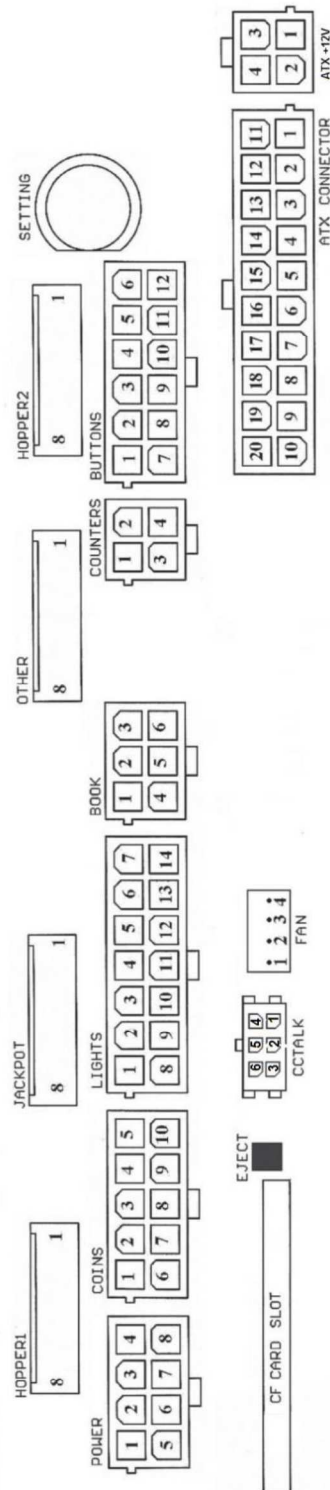 HOPPER1
8 1
JACKPOT
8 1
OTHER
8 1
HOPPER2
8 1
SETTING
POWER
1 2 3 4
5 6 7 8
COINS
1 2 3 4 5
6 7 8 9 10
LIGHTS
1 2 3 4 5 6 7
8 9 10 11 12 13 14
BOOK
1 2 3
4 5 6
COUNTERS
1 2
3 4
BUTTONS
1 2 3 4 5 6
7 8 9 10 11 12
CF CARD SLOT
EJECT
6 5 4
3 2 1
CCTALK
1 2 3 4
FAN
20 19 18 17 16 15 14 13 12 11
10 9 8 7 6 5 4 3 2 1
ATX CONNECTOR
4 3
2 1
ATX +12V